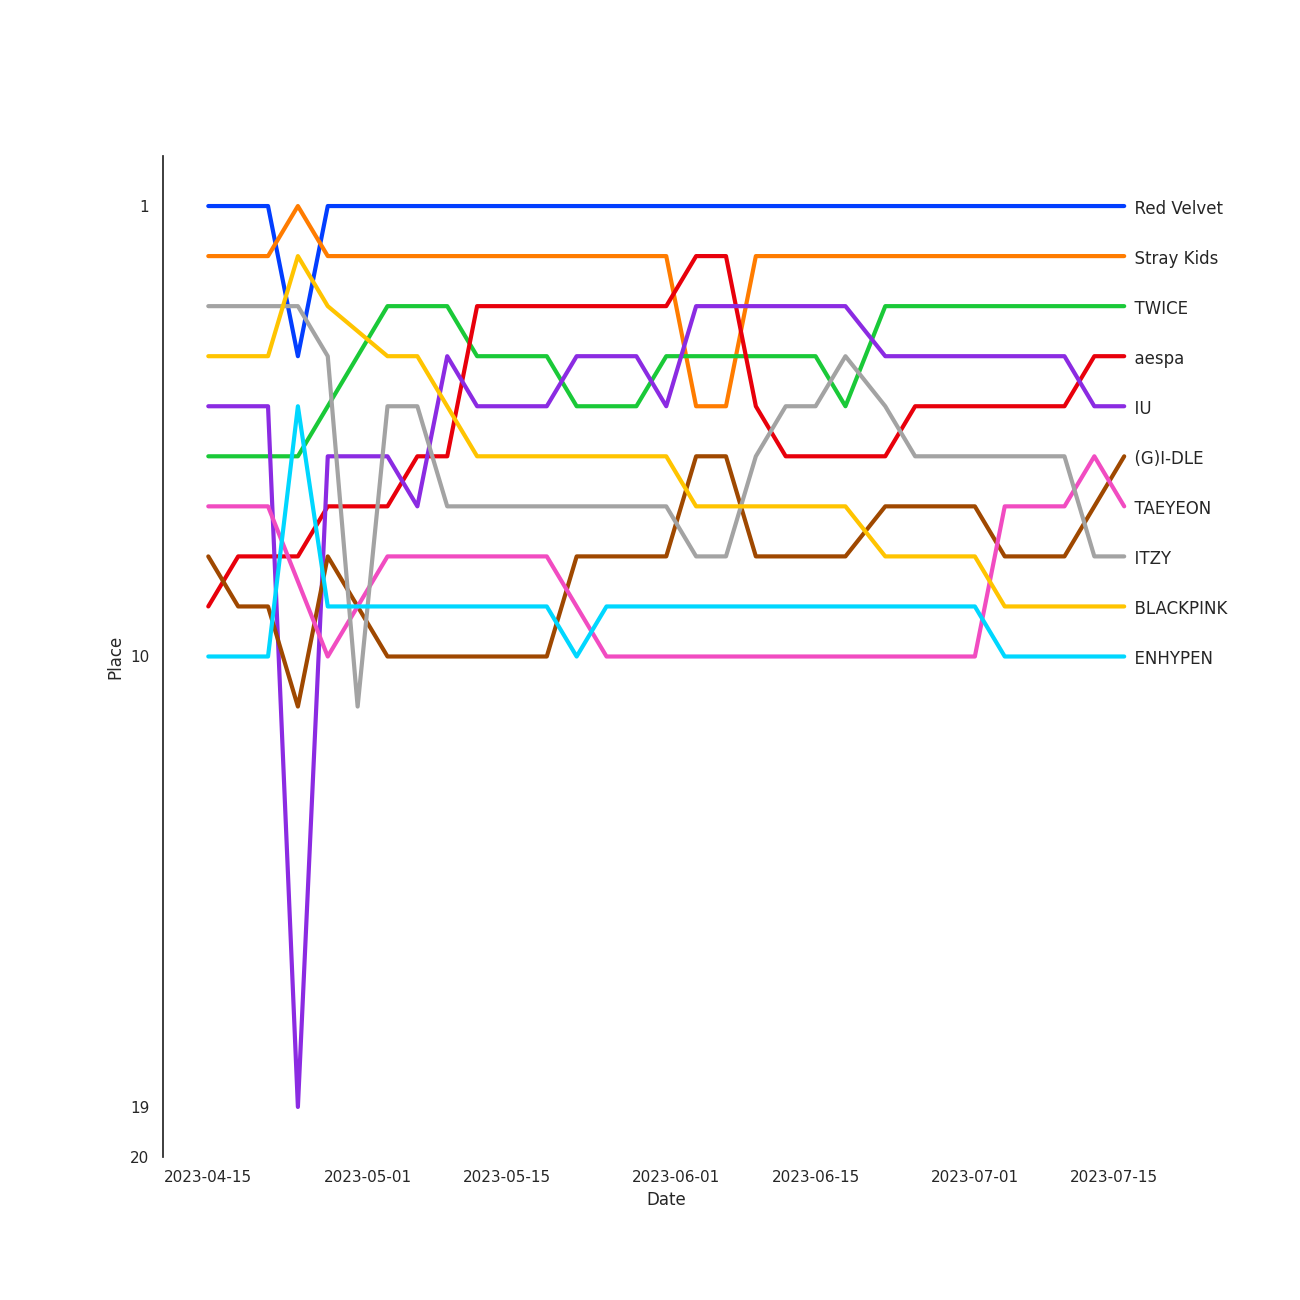 1
Red Velvet
Stray Kids
TWICE
aespa
IU
(G)I-DLE
TAEYEON
ITZY
BLACKPINK
10
ENHYPEN
Place
19
20
2023-04-15 2023-05-01 2023-05-15 2023-06-01 2023-06-15 2023-07-01 2023-07-15
Date